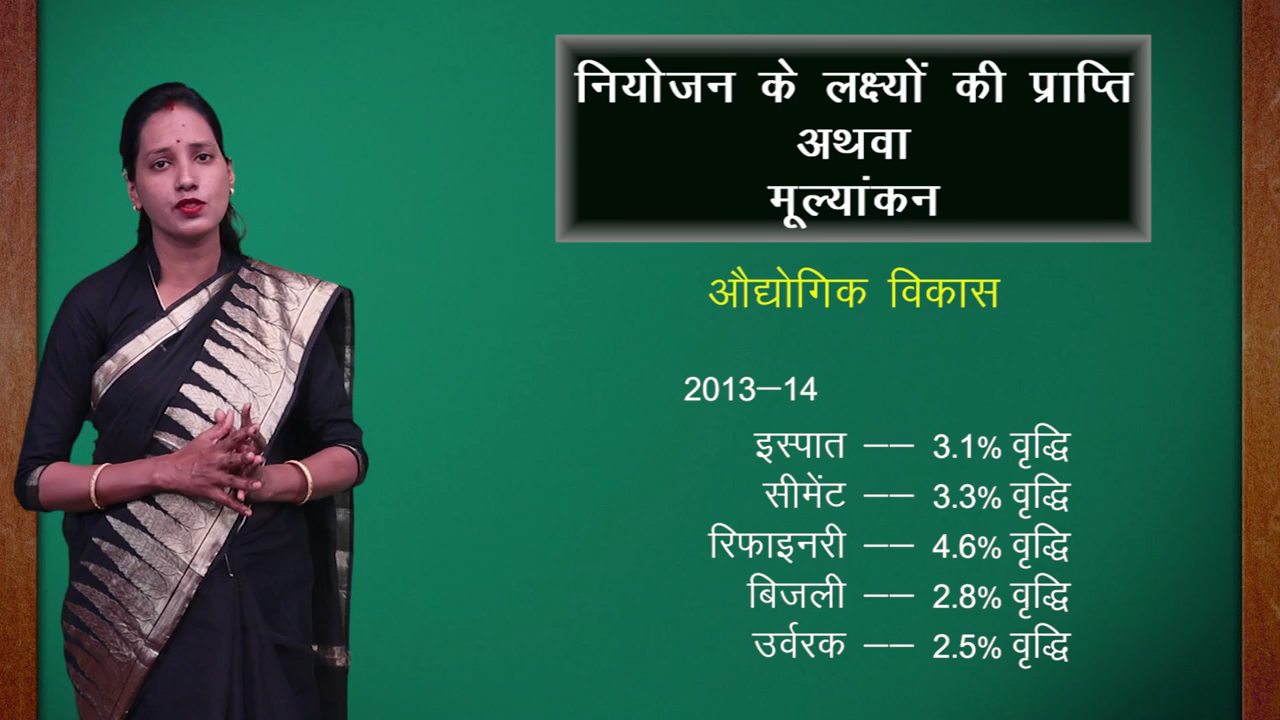 नियोजन के लक्ष्यों की प्राप्ति
अथवा
मूल्यांकन
औद्योगिक विकास
2013–14
इस्पात –– 3.1% वृद्धि
सीमेंट –– 3.3% वृद्धि
रिफाइनरी –– 4.6% वृद्धि
बिजली –– 2.8% वृद्धि
उर्वरक –– 2.5% वृद्धि